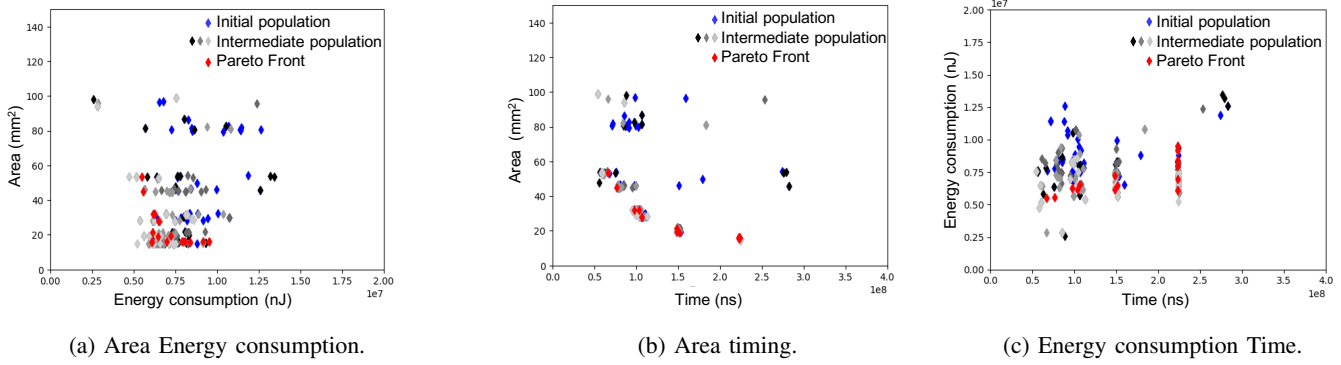 Initial population
Intermediate population
Pareto Front
140
120
100
80
60
40
20
0
Area (mm²)
0.00 0.25 0.50 0.75 1.00 1.25 1.50 1.75 2.00
1e7
Energy consumption (nJ)
(a) Area Energy consumption.
Initial population
Intermediate population
Pareto Front
140
120
100
80
60
40
20
0
Area (mm²)
0.0 0.5 1.0 1.5 2.0 2.5 3.0 3.5 4.0
1e8
Time (ns)
(b) Area timing.
1e7
Initial population
Intermediate population
Pareto Front
2.00
1.75
1.50
1.25
1.00
0.75
0.50
0.25
0.00
Energy consumption (nJ)
0.0 0.5 1.0 1.5 2.0 2.5 3.0 3.5 4.0
1e8
Time (ns)
(c) Energy consumption Time.